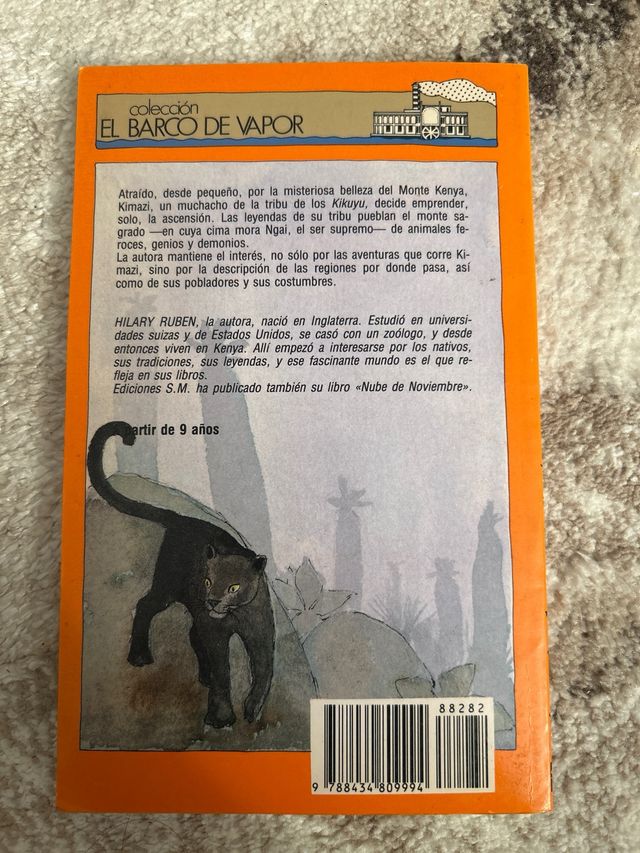 colección
EL BARCO DE VAPOR
Atraído, desde pequeño, por la misteriosa belleza del Monte Kenya,
Kimazi, un muchacho de la tribu de los Kikuyu, decide emprender,
solo, la ascensión. Las leyendas de su tribu pueblan el monte sa-
grado —en cuya cima mora Ngai, el ser supremo— de animales fe-
roces, genios y demonios.
La autora mantiene el interés, no sólo por las aventuras que corre Ki-
mazi, sino por la descripción de las regiones por donde pasa, así
como de sus pobladores y sus costumbres.
HILARY RUBEN, la autora, nació en Inglaterra. Estudió en universi-
dades suizas y de Estados Unidos, se casó con un zoólogo, y desde
entonces viven en Kenya. Allí empezó a interesarse por los nativos,
sus tradiciones, sus leyendas, y ese fascinante mundo es el que re-
fleja en sus libros.
Ediciones S.M. ha publicado también su libro «Nube de Noviembre».
artir de 9 años
88282
9 788434 809994